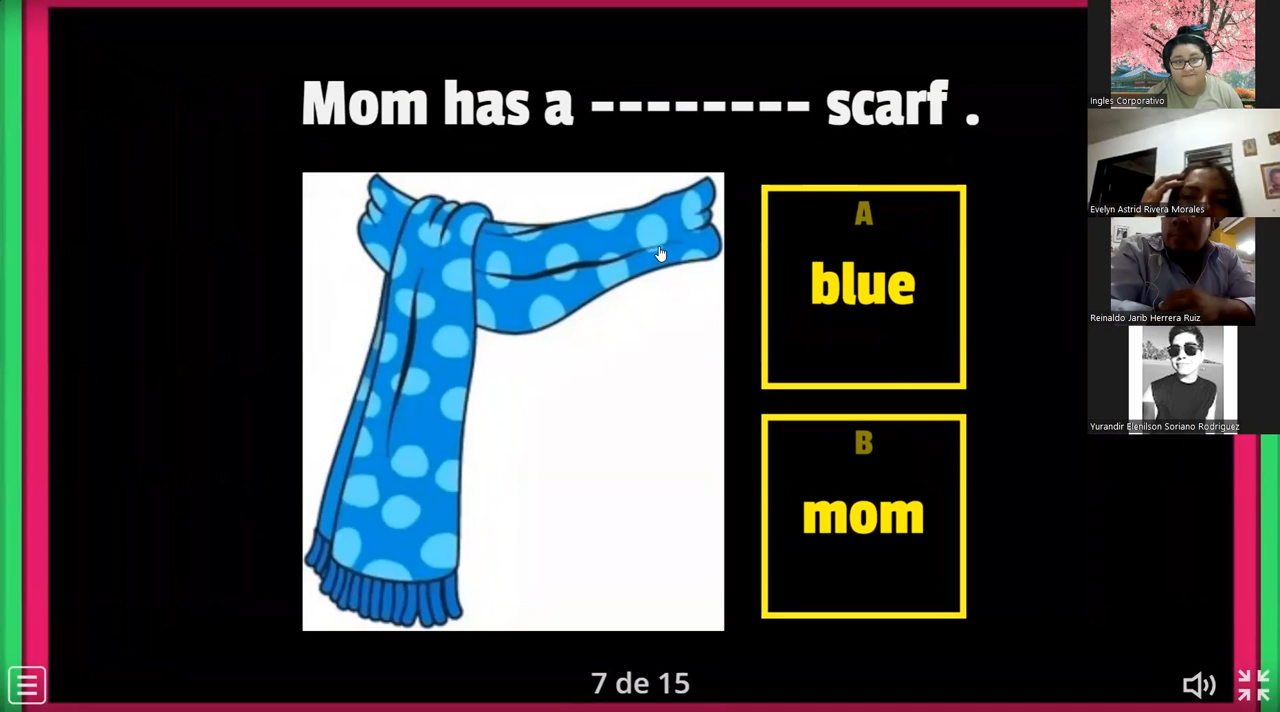 Mom has a -------- scarf .
A
blue
B
mom
7 de 15
Ingles Corporativo
Evelyn Astrid Rivera Morales
Reinaldo Jarib Herrera Ruiz
Yurandir Elenilson Soriano Rodriguez